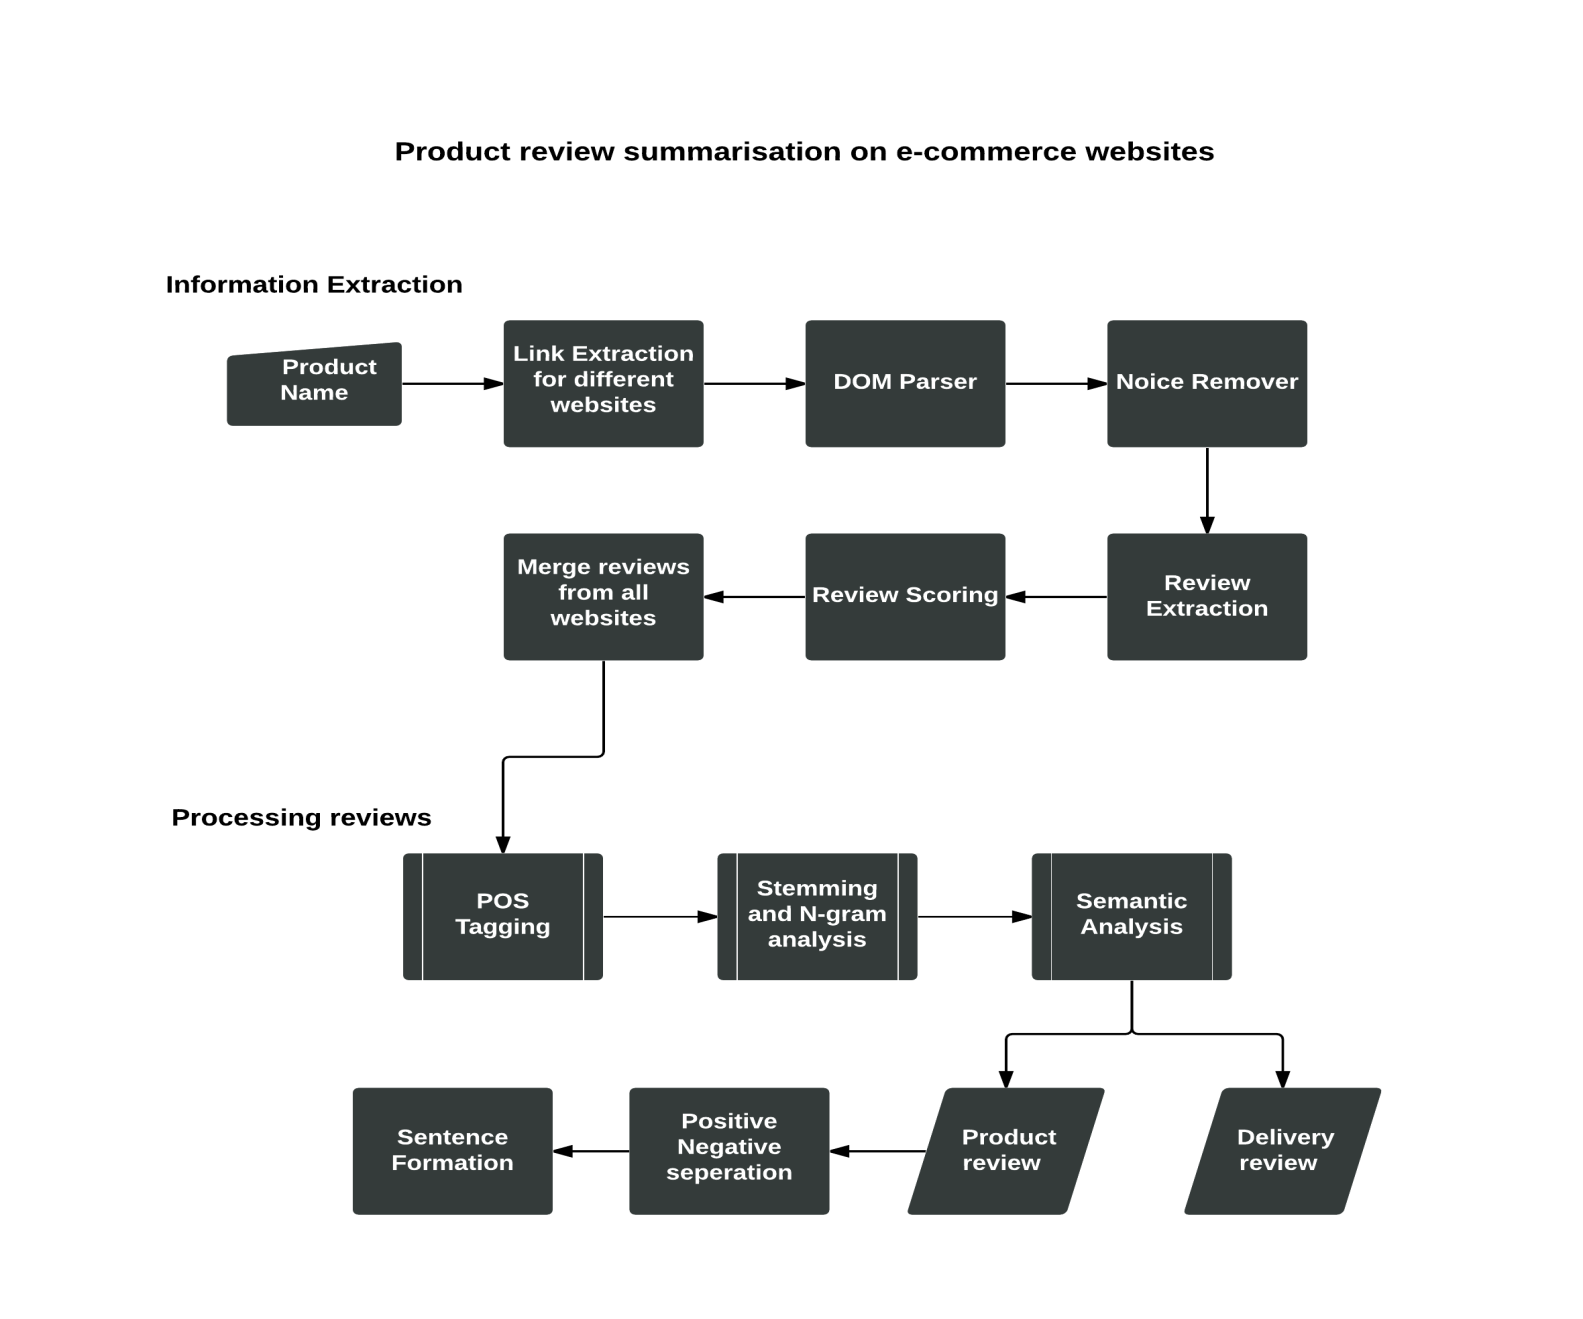 Product review summarisation on e-commerce websites
Information Extraction
Product
Name
Link Extraction
for different
websites
DOM Parser
Noice Remover
Merge reviews
from all
websites
Review Scoring
Review
Extraction
Processing reviews
POS
Tagging
Stemming
and N-gram
analysis
Semantic
Analysis
Sentence
Formation
Positive
Negative
seperation
Product
review
Delivery
review